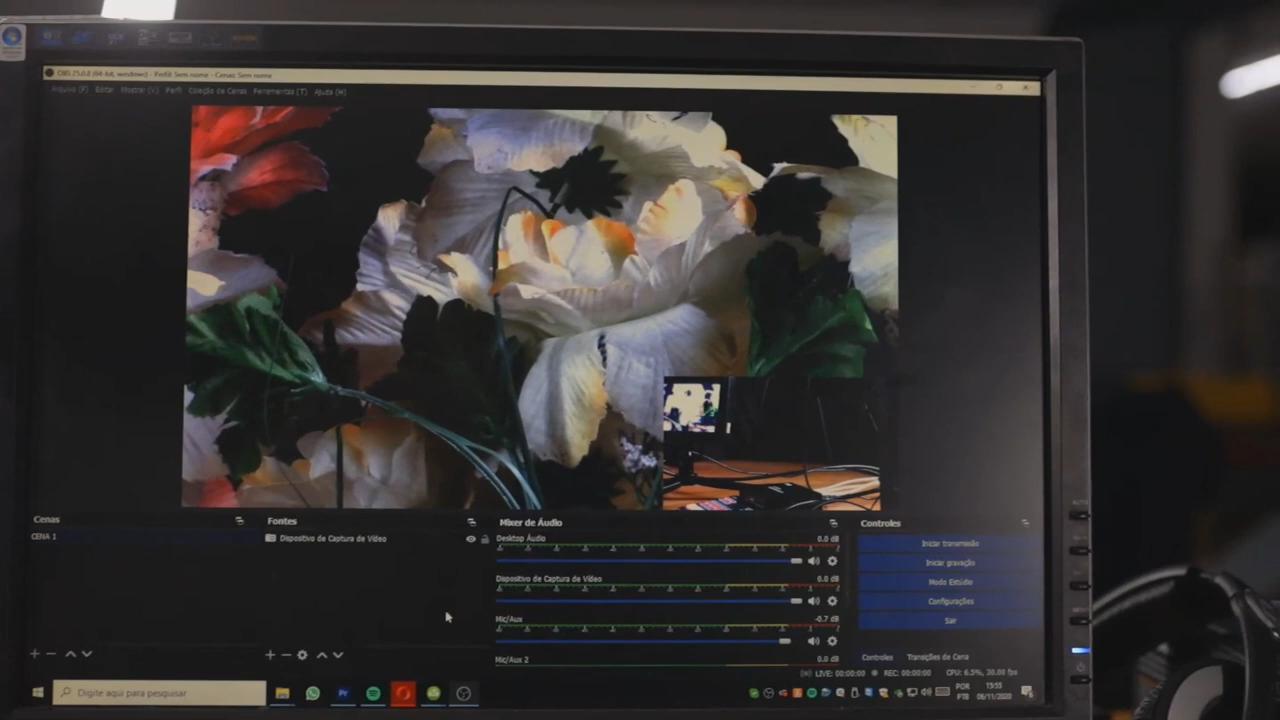 OBS 25.0.8 (64-bit, windows) - Perfil: Sem nome - Cenas: Sem nome
Arquivo (F) Editar Mostrar (V) Perfil Coleção de Cenas Ferramentas (T) Ajuda (H)
Cenas
CENA 1
Fontes
Dispositivo de Captura de Vídeo
Mixer de Áudio
Desktop Áudio 0.0 dB
Dispositivo de Captura de Vídeo 0.0 dB
Mic/Aux -0.7 dB
Mic/Aux 2 0.0 dB
Controles
Iniciar transmissão
Iniciar gravação
Modo Estúdio
Configurações
Sair
Controles Transições de Cena
LIVE: 00:00:00 REC: 00:00:00 CPU: 6.5%, 30.00 fps
Digite aqui para pesquisar
Pr
POR
PTB
15:55
06/11/2020